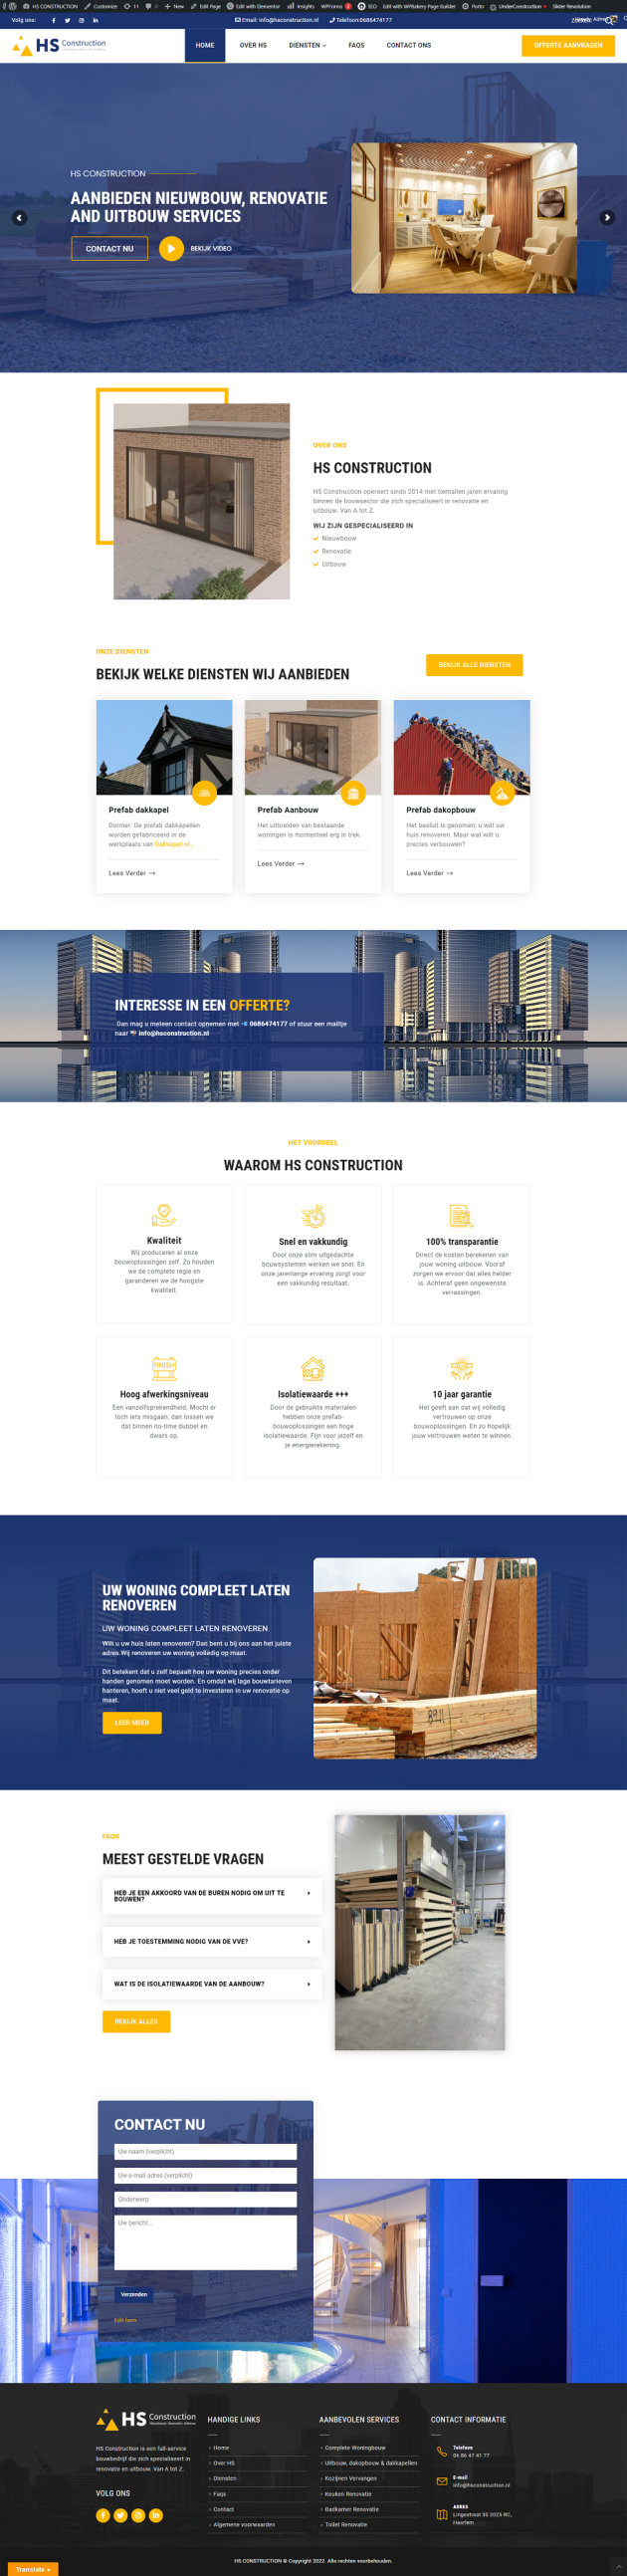 HS CONSTRUCTION Customize 11 0 New Edit Page Edit with Elementor Insights WPForms SEO Edit with WPBakery Page Builder Porto UnderConstruction Slider Revolution
Volg ons:
Email: info@hsconstruction.nl Telefoon:0686474177
HS Construction
HOME OVER HS DIENSTEN FAQS CONTACT ONS
OFFERTE AANVRAGEN
HS CONSTRUCTION
AANBIEDEN NIEUWBOUW, RENOVATIE
AND UITBOUW SERVICES
CONTACT NU
BEKIJK VIDEO
OVER ONS
HS CONSTRUCTION
HS Construction opereert sinds 2014 met tientallen jaren ervaring
binnen de bouwsector die zich specialiseert in renovatie en
uitbouw. Van A tot Z.
WIJ ZIJN GESPECIALISEERD IN
Nieuwbouw
Renovatie
Uitbouw
ONZE DIENSTEN
BEKIJK WELKE DIENSTEN WIJ AANBIEDEN
BEKIJK ALLE DIENSTEN
Prefab dakkapel
Dormer: De prefab dakkapellen
worden gefabriceerd in de
werkplaats van Dakkapel.nl...
Lees Verder →
Prefab Aanbouw
Het uitbreiden van bestaande
woningen is momenteel erg in trek.
Lees Verder →
Prefab dakopbouw
Het besluit is genomen: u wilt uw
huis renoveren. Maar wat wilt u
precies verbouwen?
Lees Verder →
INTERESSE IN EEN OFFERTE?
Dan mag u meteen contact opnemen met 0686474177 of stuur een mailtje
naar info@hsconstruction.nl
HET VOORDEEL
WAAROM HS CONSTRUCTION
Kwaliteit
Wij produceren al onze
bouwoplossingen zelf. Zo houden
we de complete regie en
garanderen we de hoogste
kwaliteit.
Snel en vakkundig
Door onze slim uitgedachte
bouwsystemen werken we snel. En
onze jarenlange ervaring zorgt voor
een vakkundig resultaat.
100% transparantie
Direct de kosten berekenen van
jouw woning uitbouw. Vooraf
zorgen we ervoor dat alles helder
is. Achteraf geen ongewenste
verrassingen.
FINISH
Hoog afwerkingsniveau
Een vanzelfsprekendheid. Mocht er
toch iets misgaan, dan lossen we
dat binnen no-time dubbel en
dwars op.
Isolatiewaarde +++
Door de gebruikte materialen
hebben onze prefab-
bouwoplossingen een hoge
isolatiewaarde. Fijn voor jezelf en
je energierekening.
10 jaar garantie
Het geeft aan dat wij volledig
vertrouwen op onze
bouwoplossingen. En zo hopelijk
jouw vertrouwen weten te winnen.
UW WONING COMPLEET LATEN
RENOVEREN
UW WONING COMPLEET LATEN RENOVEREN
Wilt u uw huis laten renoveren? Dan bent u bij ons aan het juiste
adres.Wij renoveren uw woning volledig op maat.
Dit betekent dat u zelf bepaalt hoe uw woning precies onder
handen genomen moet worden. En omdat wij lage bouwtarieven
hanteren, hoeft u niet veel geld te investeren in uw renovatie op
maat.
LEER MEER
FAQS
MEEST GESTELDE VRAGEN
HEB JE EEN AKKOORD VAN DE BUREN NODIG OM UIT TE
BOUWEN?
HEB JE TOESTEMMING NODIG VAN DE VVE?
WAT IS DE ISOLATIEWAARDE VAN DE AANBOUW?
BEKIJK ALLES
CONTACT NU
Uw naam (verplicht)
Uw e-mail adres (verplicht)
Onderwerp
Uw bericht...
Verzenden
Edit form
HS Construction
HS Construction is een full-service
bouwbedrijf die zich specialiseert in
renovatie en uitbouw. Van A tot Z.
VOLG ONS
HANDIGE LINKS
Home
Over HS
Diensten
Faqs
Contact
Algemene voorwaarden
AANBEVOLEN SERVICES
Complete Woningbouw
Uitbouw, dakopbouw & dakkapellen
Kozijnen Vervangen
Keuken Renovatie
Badkamer Renovatie
Toilet Renovatie
CONTACT INFORMATIE
Telefoon
06 86 47 41 77
E-mail
info@hsconstruction.nl
ADRES
Lingestraat 30 2025 RC,
Haarlem
HS CONSTRUCTION © Copyright 2022. Alle rechten voorbehouden.
Translate »